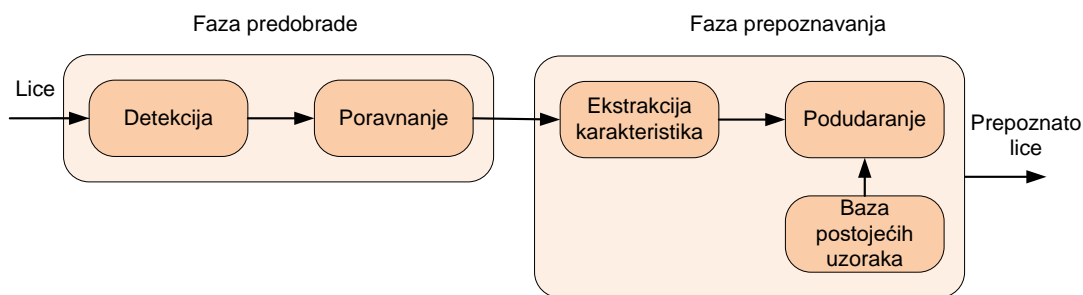 Faza predobrade
Faza prepoznavanja
Lice
Detekcija
Poravnanje
Ekstrakcija
karakteristika
Podudaranje
Prepoznato
lice
Baza
postojećih
uzoraka